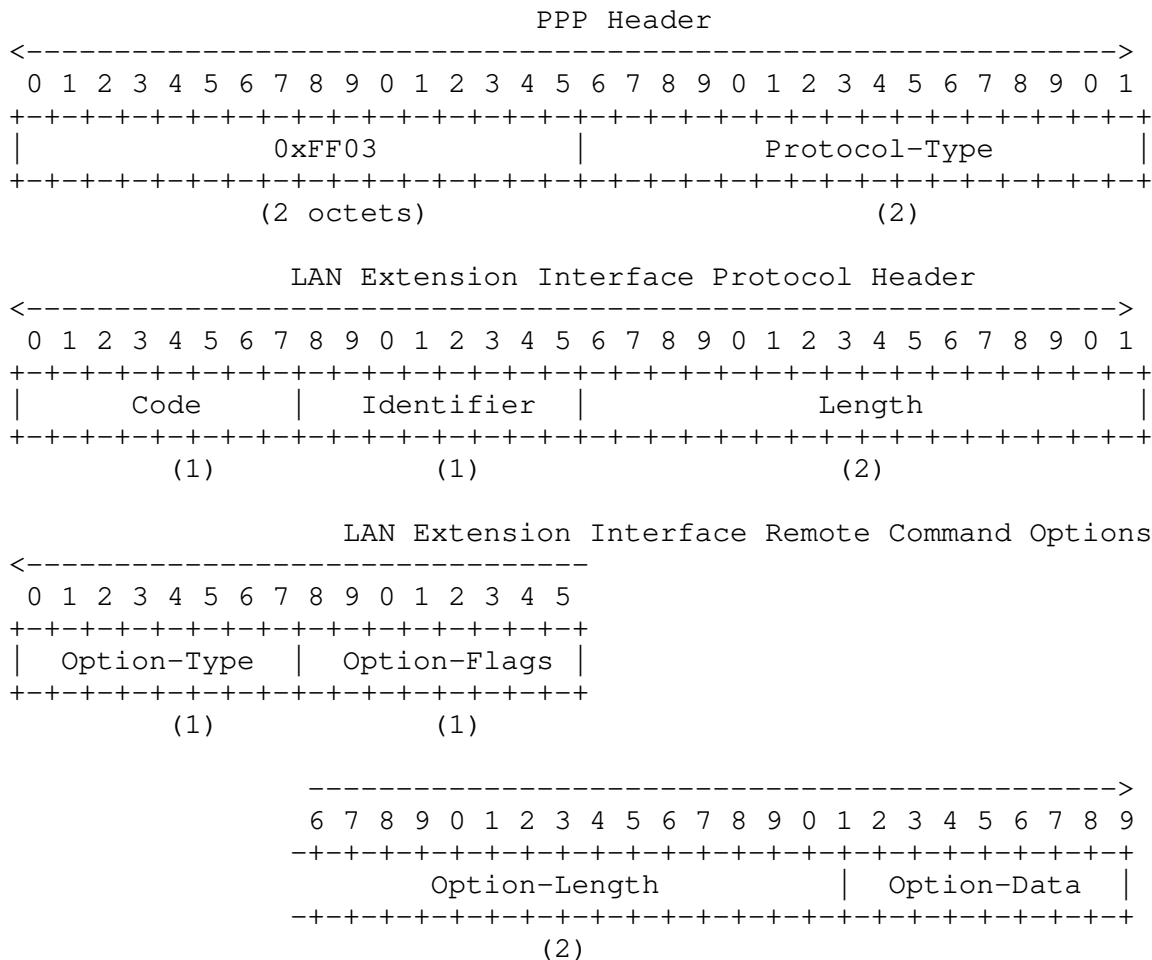 PPP Header
<-------------------------------------------------------------->
0 1 2 3 4 5 6 7 8 9 0 1 2 3 4 5 6 7 8 9 0 1 2 3 4 5 6 7 8 9 0 1
+-+-+-+-+-+-+-+-+-+-+-+-+-+-+-+-+-+-+-+-+-+-+-+-+-+-+-+-+-+-+-+-+
| 0xFF03 | Protocol-Type |
+-+-+-+-+-+-+-+-+-+-+-+-+-+-+-+-+-+-+-+-+-+-+-+-+-+-+-+-+-+-+-+-+
(2 octets) (2)
LAN Extension Interface Protocol Header
<-------------------------------------------------------------->
0 1 2 3 4 5 6 7 8 9 0 1 2 3 4 5 6 7 8 9 0 1 2 3 4 5 6 7 8 9 0 1
+-+-+-+-+-+-+-+-+-+-+-+-+-+-+-+-+-+-+-+-+-+-+-+-+-+-+-+-+-+-+-+-+
| Code | Identifier | Length |
+-+-+-+-+-+-+-+-+-+-+-+-+-+-+-+-+-+-+-+-+-+-+-+-+-+-+-+-+-+-+-+-+
(1) (1) (2)
LAN Extension Interface Remote Command Options
<--------------------------------
0 1 2 3 4 5 6 7 8 9 0 1 2 3 4 5
+-+-+-+-+-+-+-+-+-+-+-+-+-+-+-+-+
| Option-Type | Option-Flags |
+-+-+-+-+-+-+-+-+-+-+-+-+-+-+-+-+
(1) (1)
---------------------------------------------->
6 7 8 9 0 1 2 3 4 5 6 7 8 9 0 1 2 3 4 5 6 7 8 9
-+-+-+-+-+-+-+-+-+-+-+-+-+-+-+-+-+-+-+-+-+-+-+-+
Option-Length | Option-Data |
-+-+-+-+-+-+-+-+-+-+-+-+-+-+-+-+-+-+-+-+-+-+-+-+
(2)